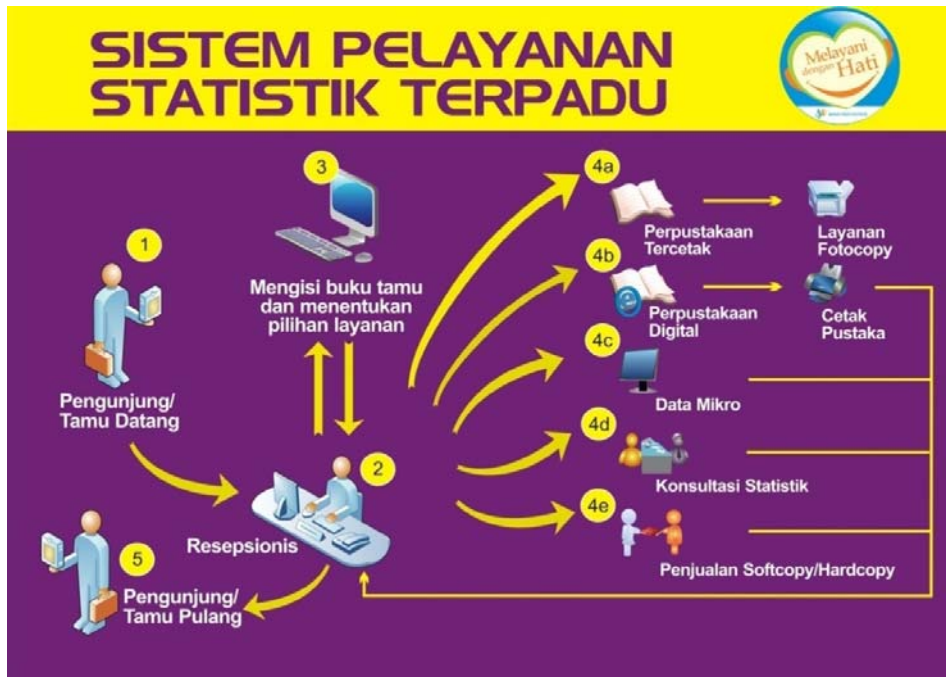 SISTEM PELAYANAN
STATISTIK TERPADU
Melayani
dengan
Hati
1
Pengunjung/
Tamu Datang
2
Resepsionis
3
Mengisi buku tamu
dan menentukan
pilihan layanan
4a
Perpustakaan
Tercetak
Layanan
Fotocopy
4b
Perpustakaan
Digital
Cetak
Pustaka
4c
Data Mikro
4d
Konsultasi Statistik
4e
Penjualan Softcopy/Hardcopy
5
Pengunjung/
Tamu Pulang